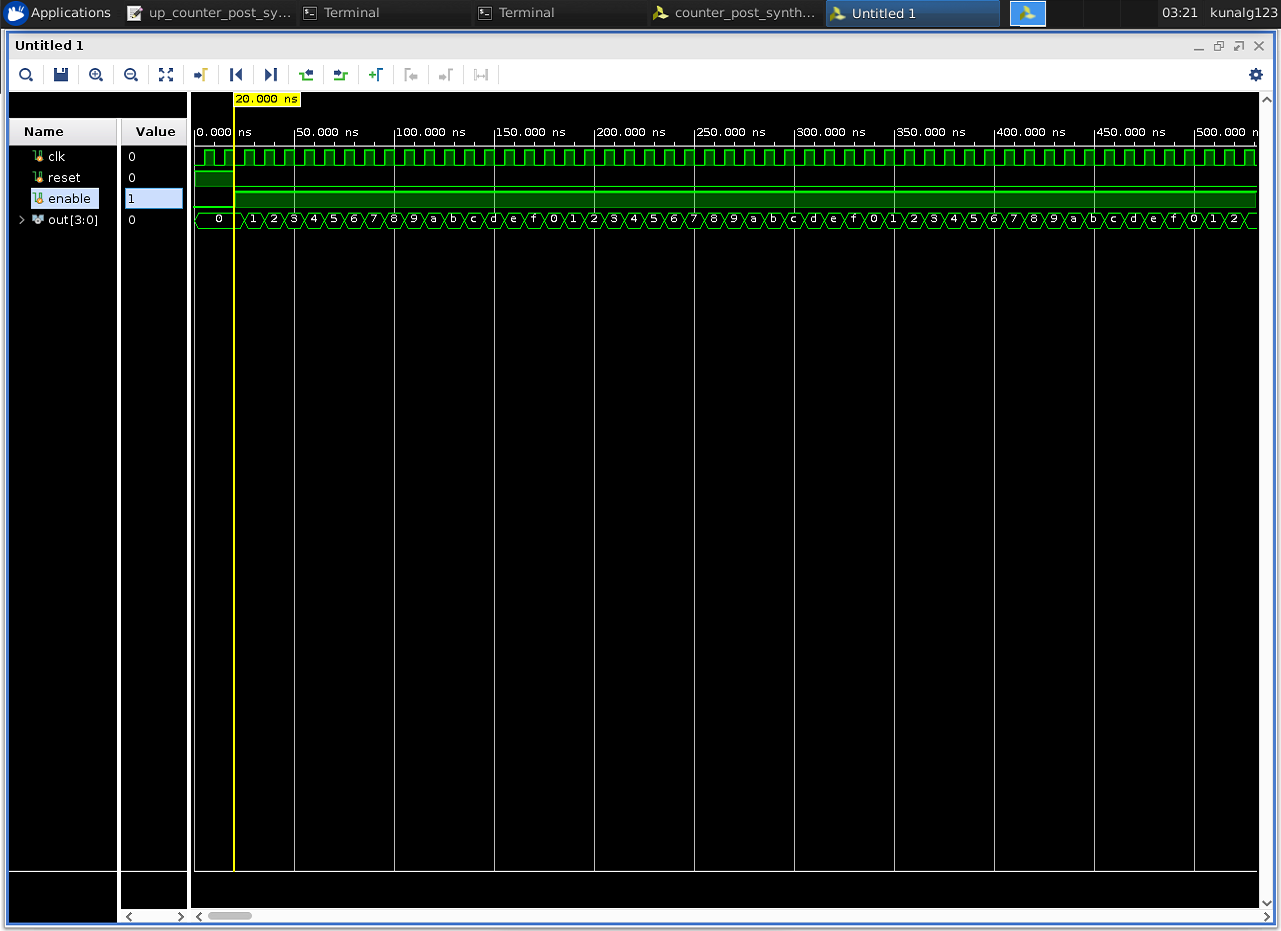 Applications up_counter_post_sy... Terminal Terminal counter_post_synth... Untitled 1 03:21 kunalg123
Untitled 1
20.000 ns
Name Value 0.000 ns 50.000 ns 100.000 ns 150.000 ns 200.000 ns 250.000 ns 300.000 ns 350.000 ns 400.000 ns 450.000 ns 500.000 n
clk 0
reset 0
enable 1
out[3:0] 0 0 1 2 3 4 5 6 7 8 9 a b c d e f 0 1 2 3 4 5 6 7 8 9 a b c d e f 0 1 2 3 4 5 6 7 8 9 a b c d e f 0 1 2